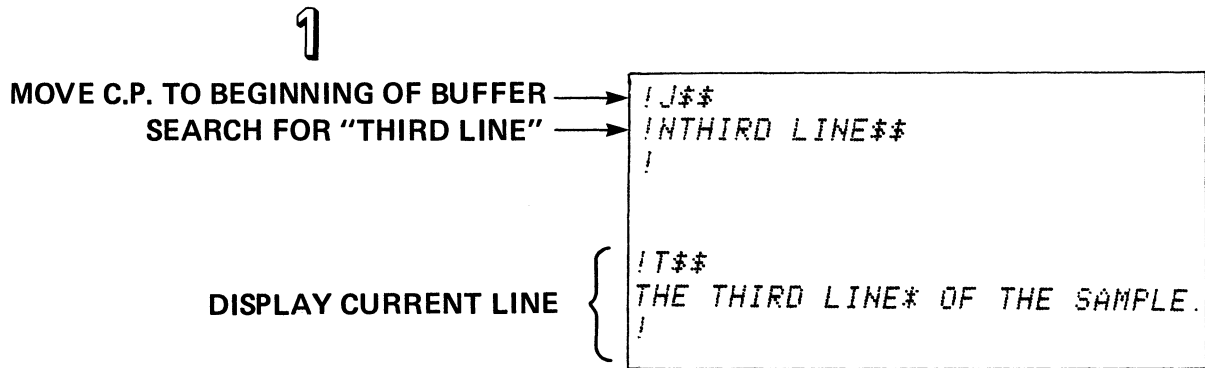 1
MOVE C.P. TO BEGINNING OF BUFFER
!J$$
SEARCH FOR "THIRD LINE"
!NTHIRD LINE$$
!
!T$$
DISPLAY CURRENT LINE
THE THIRD LINE* OF THE SAMPLE.
!